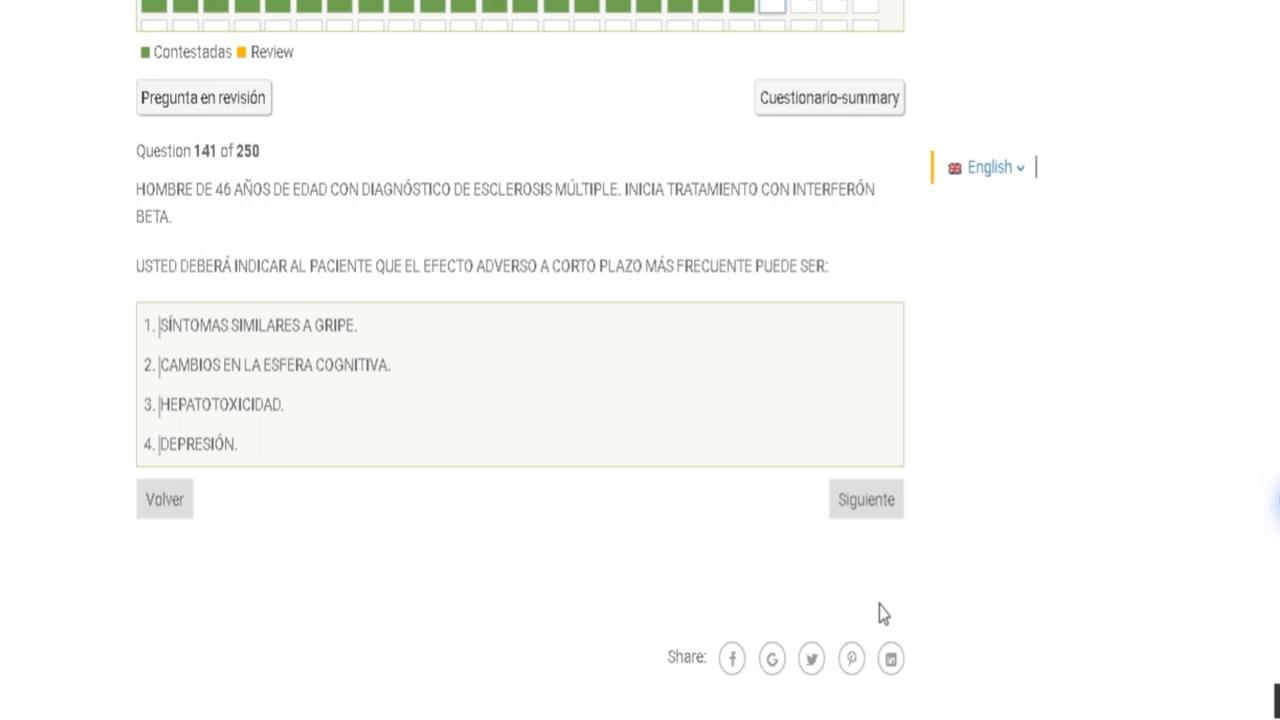 Contestadas Review
Pregunta en revisión
Cuestionario-summary
Question 141 of 250
English
HOMBRE DE 46 AÑOS DE EDAD CON DIAGNÓSTICO DE ESCLEROSIS MÚLTIPLE. INICIA TRATAMIENTO CON INTERFERÓN
BETA.
USTED DEBERÁ INDICAR AL PACIENTE QUE EL EFECTO ADVERSO A CORTO PLAZO MÁS FRECUENTE PUEDE SER:
1. SÍNTOMAS SIMILARES A GRIPE.
2. CAMBIOS EN LA ESFERA COGNITIVA.
3. HEPATOTOXICIDAD.
4. DEPRESIÓN.
Volver
Siguiente
Share: